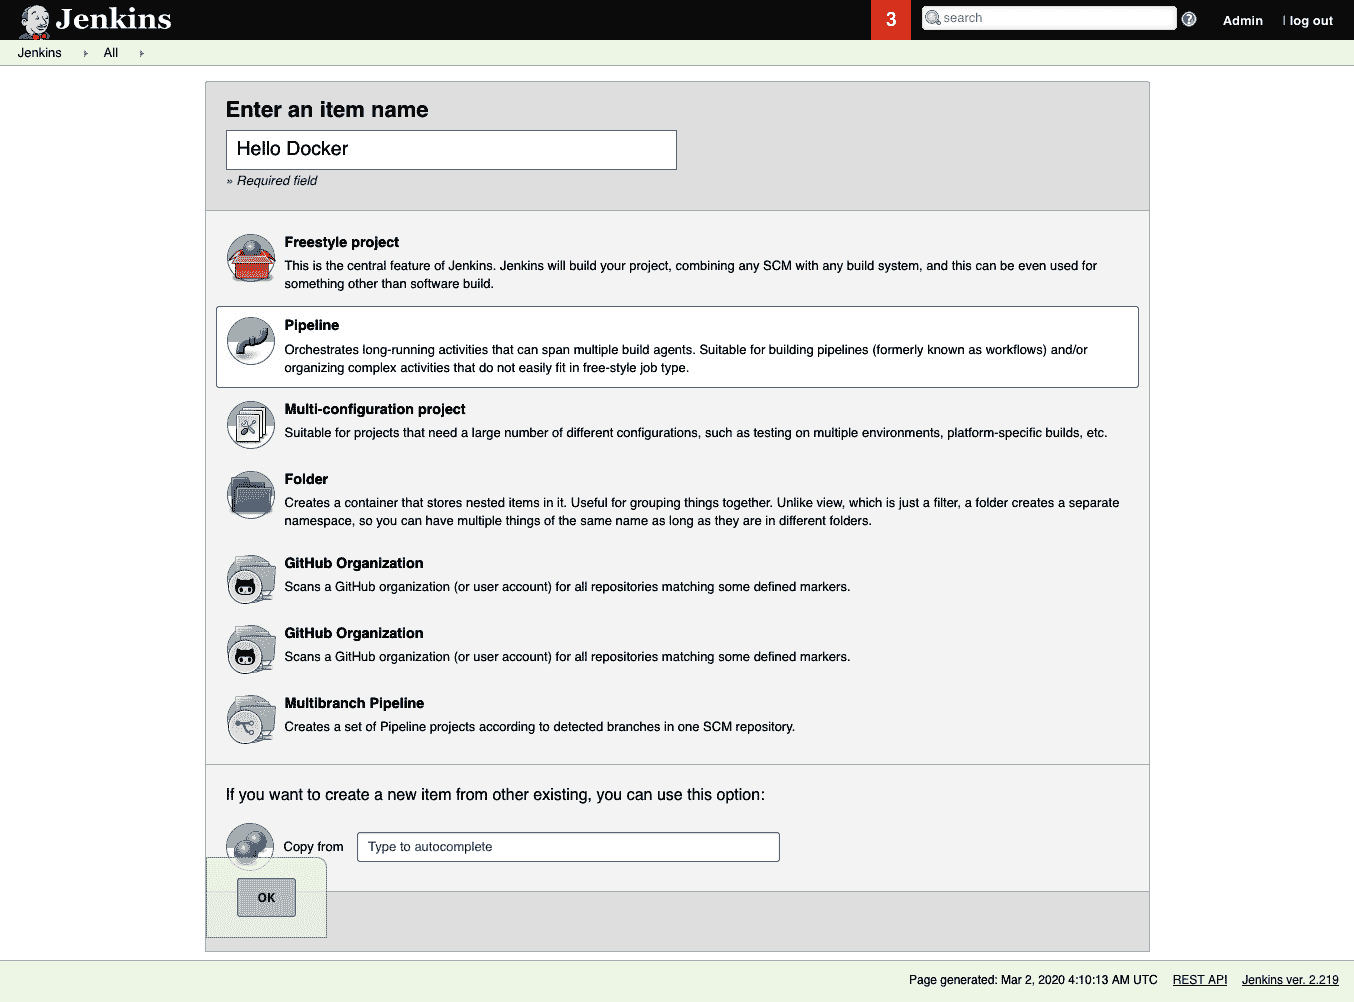 Jenkins
3
search
?
Admin
| log out
Jenkins
All
Enter an item name
Hello Docker
» Required field
Freestyle project
This is the central feature of Jenkins. Jenkins will build your project, combining any SCM with any build system, and this can be even used for
something other than software build.
Pipeline
Orchestrates long-running activities that can span multiple build agents. Suitable for building pipelines (formerly known as workflows) and/or
organizing complex activities that do not easily fit in free-style job type.
Multi-configuration project
Suitable for projects that need a large number of different configurations, such as testing on multiple environments, platform-specific builds, etc.
Folder
Creates a container that stores nested items in it. Useful for grouping things together. Unlike view, which is just a filter, a folder creates a separate
namespace, so you can have multiple things of the same name as long as they are in different folders.
GitHub Organization
Scans a GitHub organization (or user account) for all repositories matching some defined markers.
GitHub Organization
Scans a GitHub organization (or user account) for all repositories matching some defined markers.
Multibranch Pipeline
Creates a set of Pipeline projects according to detected branches in one SCM repository.
If you want to create a new item from other existing, you can use this option:
Copy from
Type to autocomplete
OK
Page generated: Mar 2, 2020 4:10:13 AM UTC
REST API
Jenkins ver. 2.219